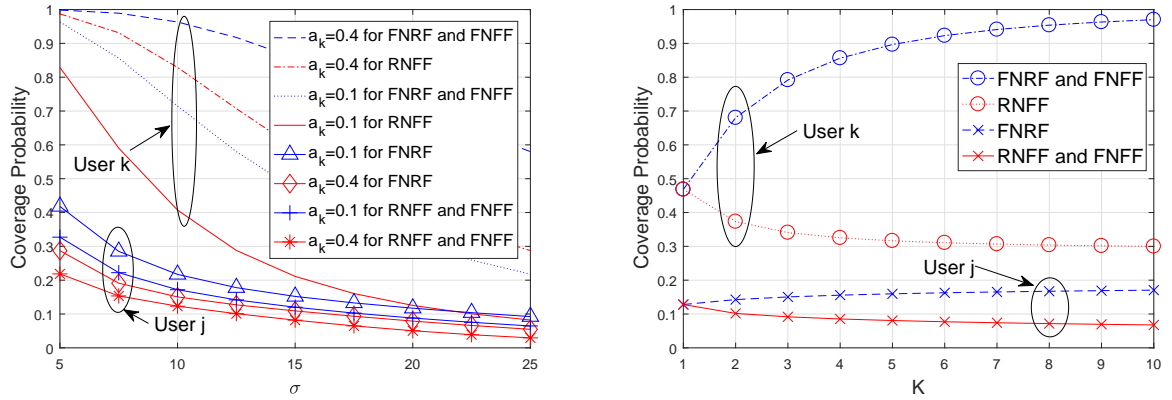 Coverage Probability
1
0.9
0.8
0.7
0.6
0.5
0.4
0.3
0.2
0.1
0
5
10
15
20
25
σ
User k
User j
a_k=0.4 for FNRF and FNFF
a_k=0.4 for RNFF
a_k=0.1 for FNRF and FNFF
a_k=0.1 for RNFF
a_k=0.1 for FNRF
a_k=0.4 for FNRF
a_k=0.1 for RNFF and FNFF
a_k=0.4 for RNFF and FNFF
Coverage Probability
1
0.9
0.8
0.7
0.6
0.5
0.4
0.3
0.2
0.1
0
1
2
3
4
5
6
7
8
9
10
K
User k
User j
FNRF and FNFF
RNFF
FNRF
RNFF and FNFF